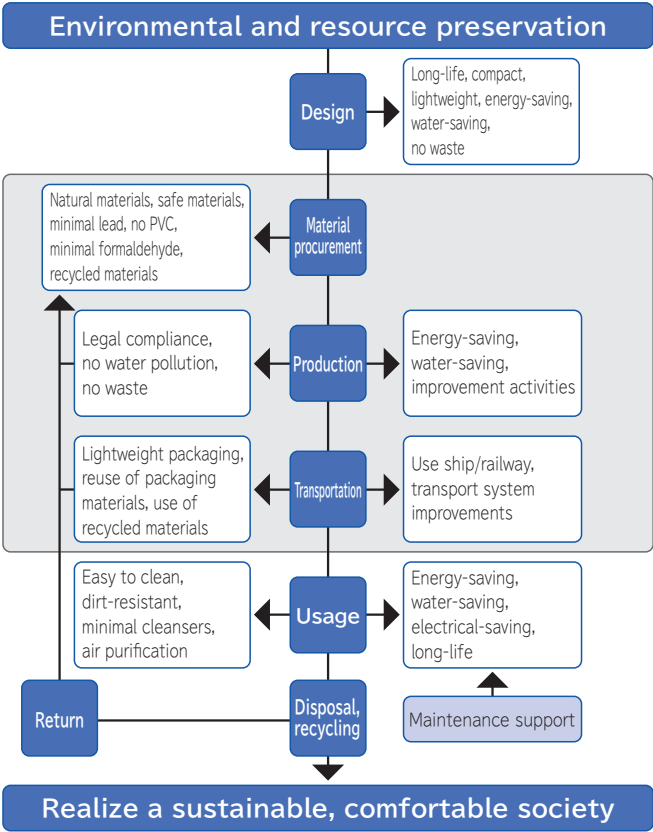 Environmental and resource preservation
Design
Long-life, compact,
lightweight, energy-saving,
water-saving,
no waste
Natural materials, safe materials,
minimal lead, no PVC,
minimal formaldehyde,
recycled materials
Material
procurement
Legal compliance,
no water pollution,
no waste
Production
Energy-saving,
water-saving,
improvement activities
Lightweight packaging,
reuse of packaging
materials, use of
recycled materials
Transportation
Use ship/railway,
transport system
improvements
Easy to clean,
dirt-resistant,
minimal cleansers,
air purification
Usage
Energy-saving,
water-saving,
electrical-saving,
long-life
Return
Disposal,
recycling
Maintenance support
Realize a sustainable, comfortable society